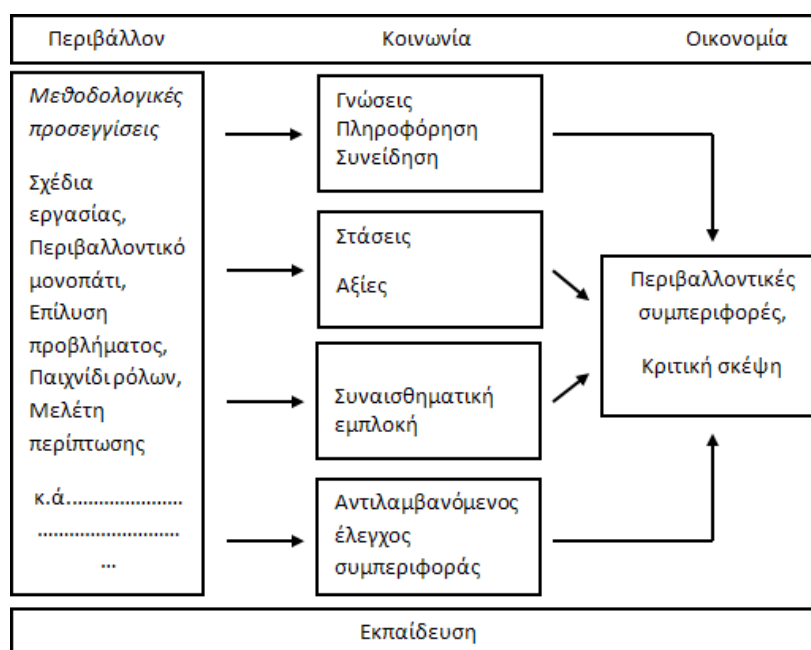 Περιβάλλον Κοινωνία Οικονομία
Μεθοδολογικές
προσεγγίσεις
Σχέδια
εργασίας,
Περιβαλλοντικό
μονοπάτι,
Επίλυση
προβλήματος,
Παιχνίδι ρόλων,
Μελέτη
περίπτωσης
κ.ά......................
...........................
...
Γνώσεις
Πληροφόρηση
Συνείδηση
Στάσεις
Αξίες
Συναισθηματική
εμπλοκή
Αντιλαμβανόμενος
έλεγχος
συμπεριφοράς
Περιβαλλοντικές
συμπεριφορές,
Κριτική σκέψη
Εκπαίδευση